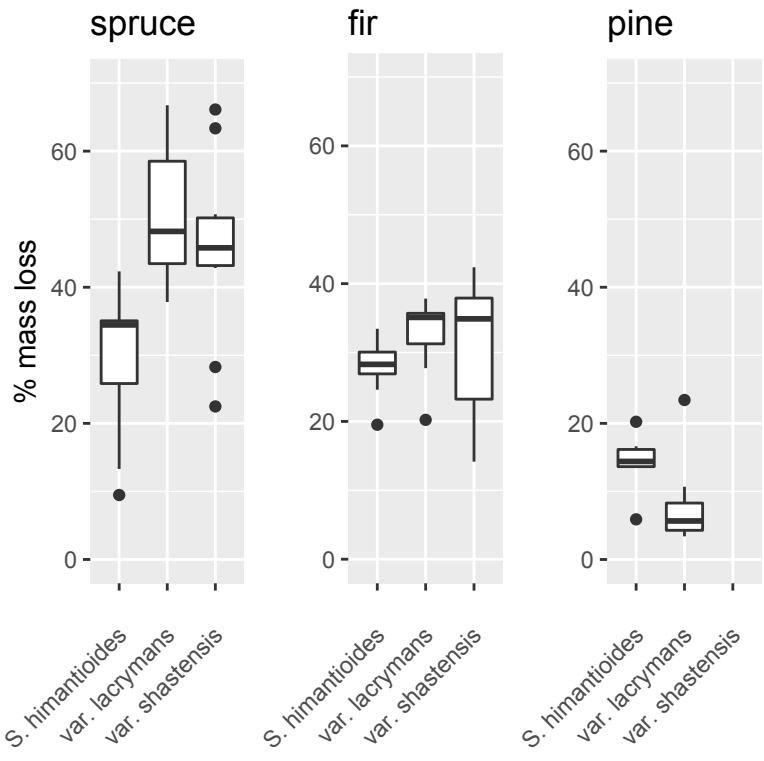 spruce
fir
pine
% mass loss
60
40
20
0
60
40
20
0
60
40
20
0
S. himantioides
var. lacrymans
var. shastensis
S. himantioides
var. lacrymans
var. shastensis
S. himantioides
var. lacrymans
var. shastensis